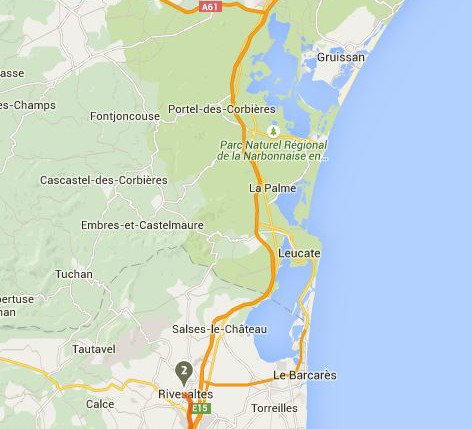 A61
Gruissan
asse
es-Champs
Portel-des-Corbières
Fontjoncouse
Parc Naturel Régional
de la Narbonnaise en...
Cascastel-des-Corbières
La Palme
Embres-et-Castelmaure
Leucate
Tuchan
pertuse
nan
Salses-le-Château
Tautavel
2
Le Barcarès
Rivesaltes
Calce
E15
Torreilles